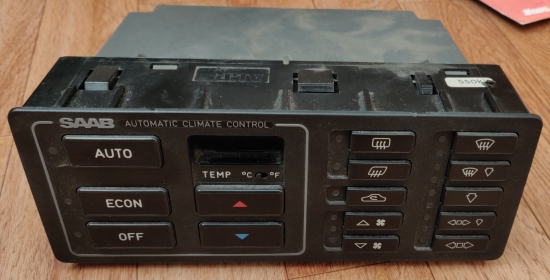 SAAB AUTOMATIC CLIMATE CONTROL
AUTO
TEMP °C °F
ECON
OFF